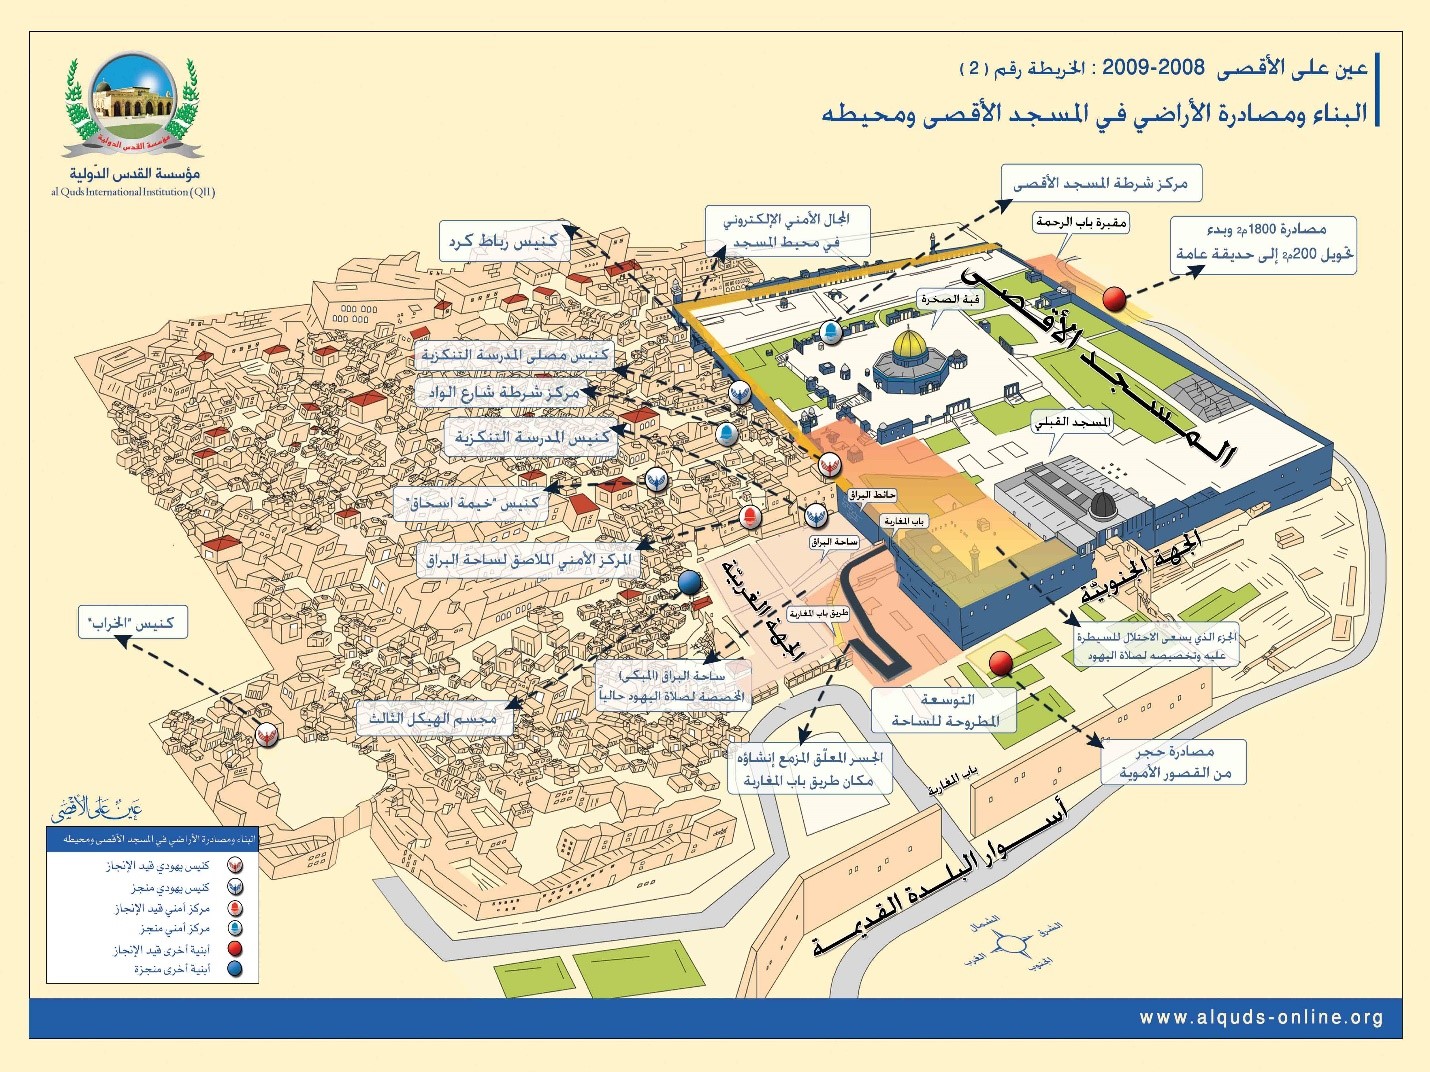 عين على الأقصى 2008-2009 : الخريطة رقم ( 2 )
البناء ومصادرة الأراضي في المسجد الأقصى ومحيطه
مؤسسة القدس الدولية
مؤسسة القدس الدّولية
al Quds International Institution ( QII )
مركز شرطة المسجد الأقصى
المجال الأمني الإلكتروني
في محيط المسجد
كنيس رباط كرد
مقبرة باب الرحمة
مصادرة 1800م2 وبدء
تحويل 200م2 إلى حديقة عامة
قبة الصخرة
المسجد الأقصى
كنيس مصلى المدرسة التنكزية
مركز شرطة شارع الواد
كنيس المدرسة التنكزية
المسجد القبلي
كنيس "خيمة اسحاق"
حائط البراق
باب المغاربة
ساحة البراق
المركز الأمني الملاصق لساحة البراق
الجهة الغربيّة
الجهة الجنوبيّة
طريق باب المغاربة
كنيس "الخراب"
الجزء الذي يسعى الاحتلال للسيطرة
عليه وتخصيصه لصلاة اليهود
ساحة البراق (المبكى)
المخصصة لصلاة اليهود حالياً
مجسم الهيكل الثالث
التوسعة
المطروحة للساحة
الجسر المعلّق المزمع إنشاؤه
مكان طريق باب المغاربة
مصادرة حجر
من القصور الأموية
باب المغاربة
أسوار البلدة القديمة
عين على الأقصى
البناء ومصادرة الأراضي في المسجد الأقصى ومحيطه
كنيس يهودي قيد الإنجاز
كنيس يهودي منجز
مركز أمني قيد الإنجاز
مركز أمني منجز
أبنية أخرى قيد الإنجاز
أبنية أخرى منجزة
الشمال
الشرق
الغرب
الجنوب
www.alquds-online.org